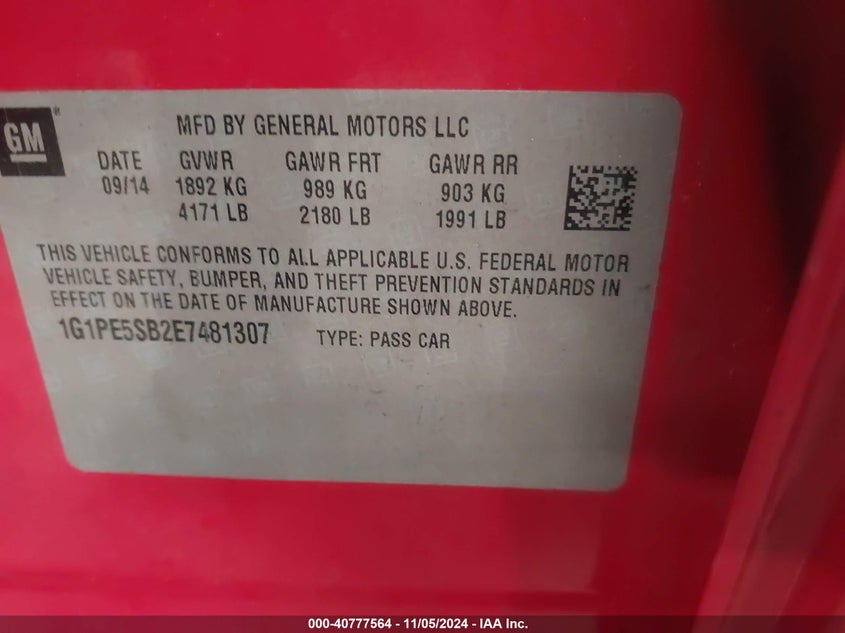 GM ®
MFD BY GENERAL MOTORS LLC
DATE GVWR GAWR FRT GAWR RR
09/14 1892 KG 989 KG 903 KG
4171 LB 2180 LB 1991 LB
THIS VEHICLE CONFORMS TO ALL APPLICABLE U.S. FEDERAL MOTOR
VEHICLE SAFETY, BUMPER, AND THEFT PREVENTION STANDARDS IN
EFFECT ON THE DATE OF MANUFACTURE SHOWN ABOVE.
1G1PE5SB2E7481307 TYPE: PASS CAR
000-40777564 - 11/05/2024 - IAA Inc.